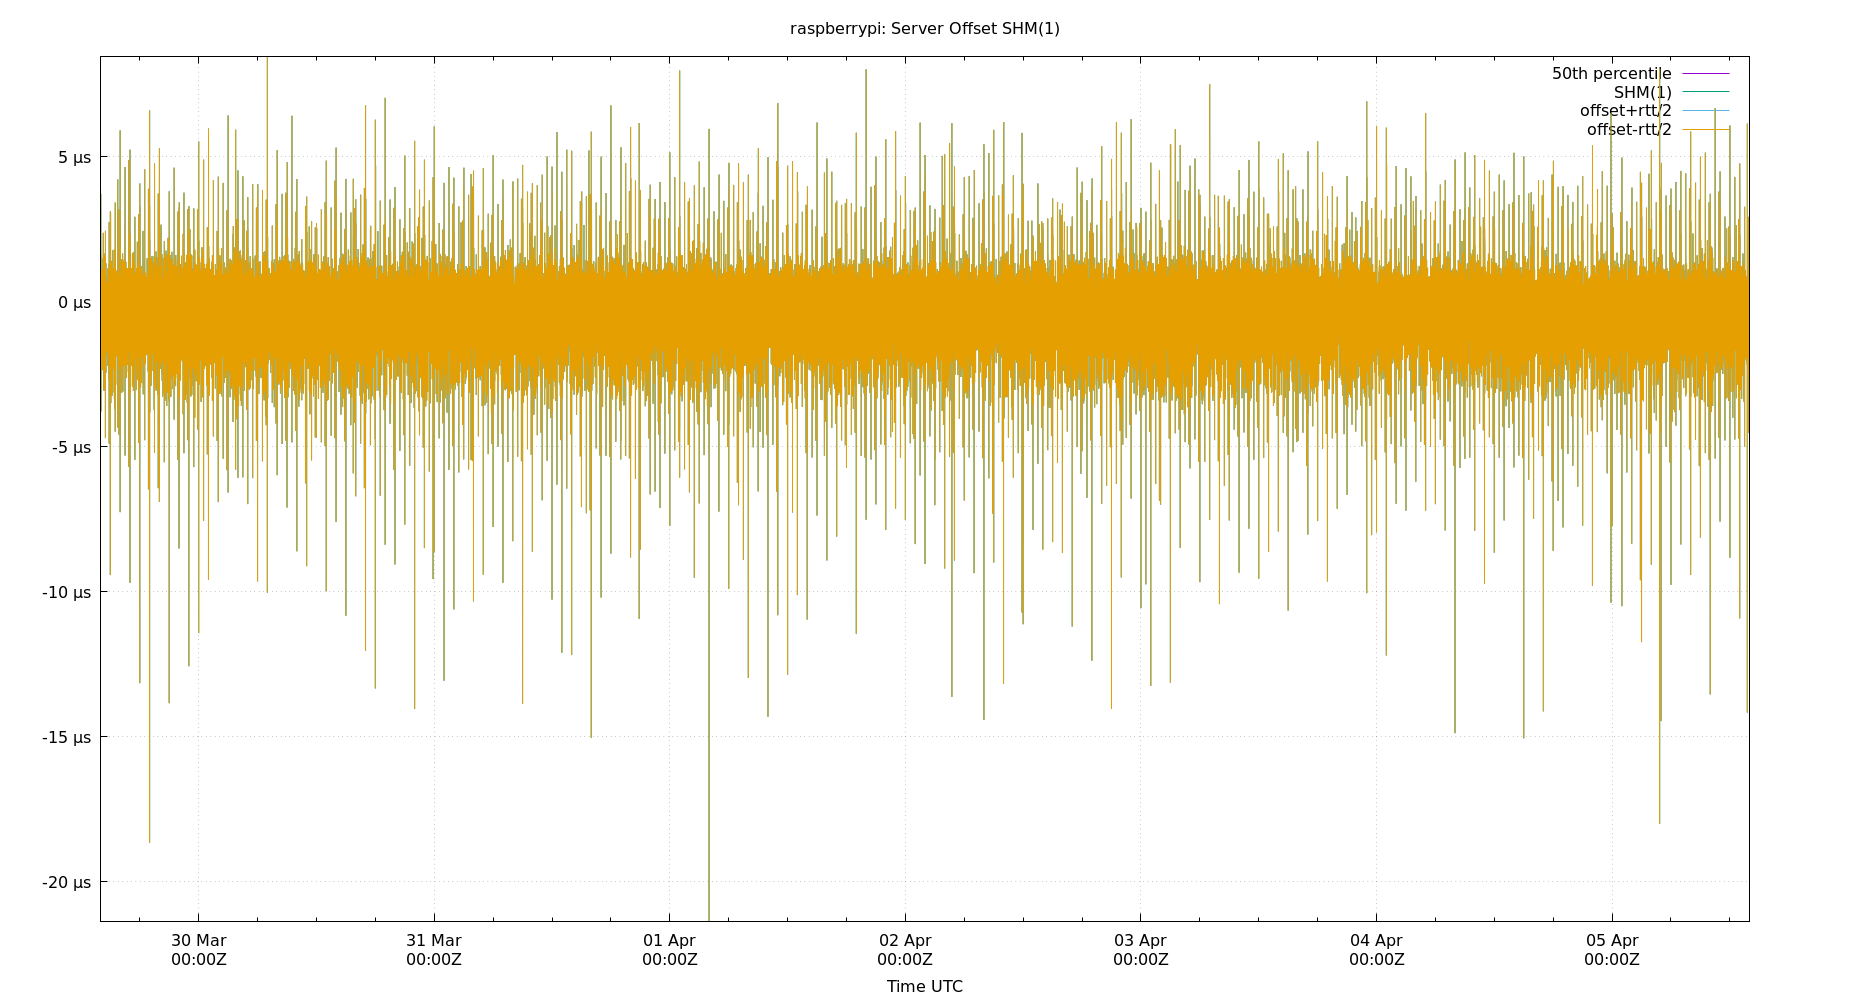 raspberrypi: Server Offset SHM(1)
50th percentile
SHM(1)
offset+rtt/2
offset-rtt/2
5 µs
0 µs
-5 µs
-10 µs
-15 µs
-20 µs
30 Mar 31 Mar 01 Apr 02 Apr 03 Apr 04 Apr 05 Apr
00:00Z 00:00Z 00:00Z 00:00Z 00:00Z 00:00Z 00:00Z
Time UTC